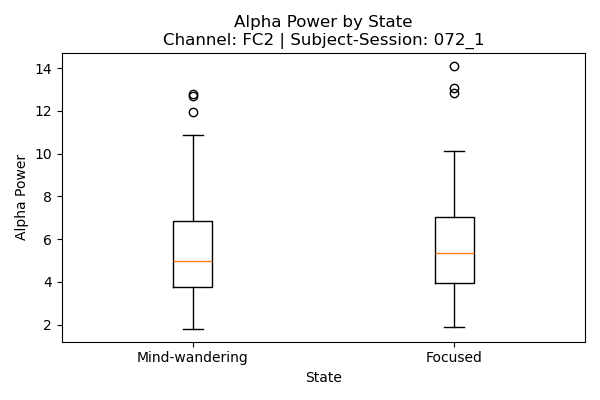 Alpha Power by State
Channel: FC2 | Subject-Session: 072_1
14
12
10
8
6
4
2
Alpha Power
Mind-wandering
Focused
State